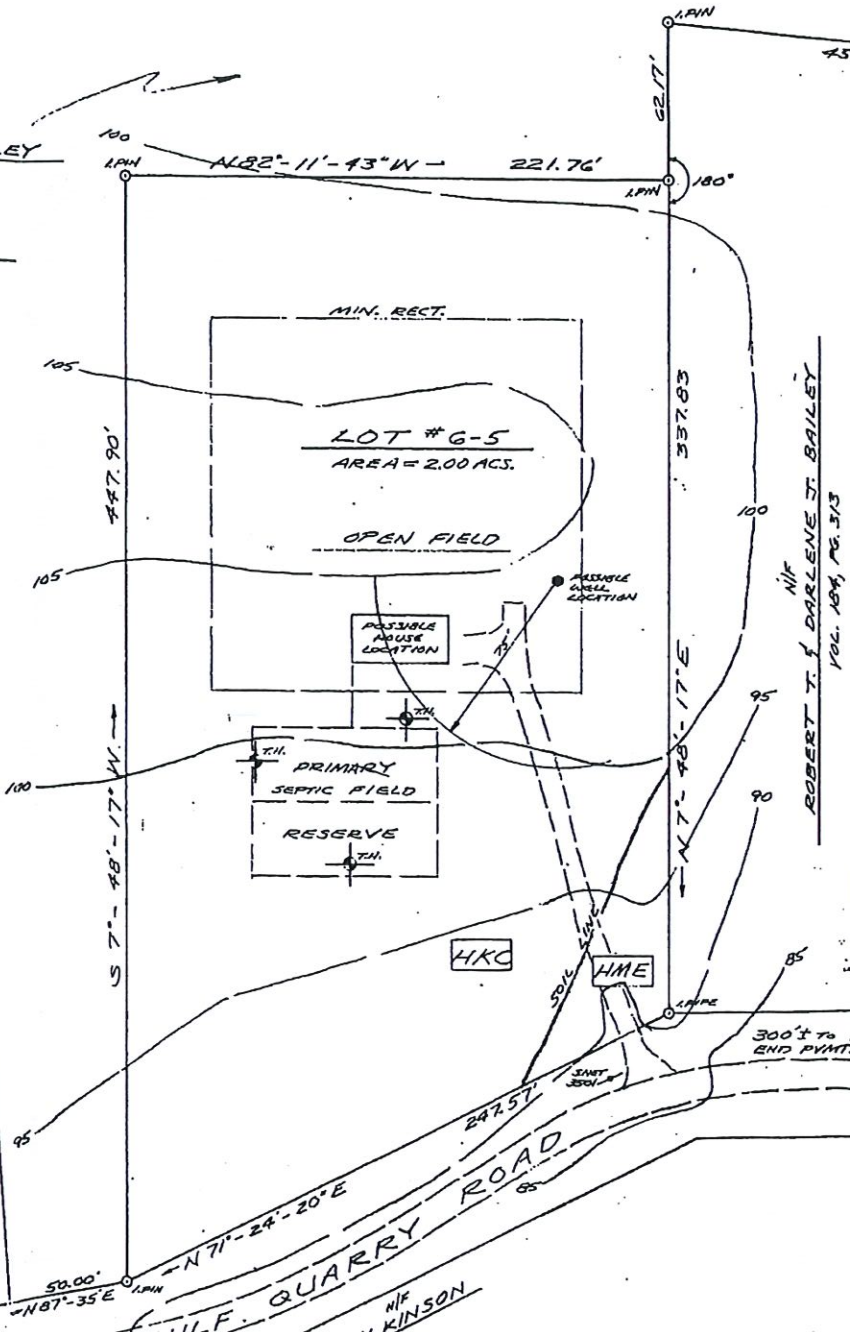 I.PIN
45
62.17'
EY
100
I.PIN
N 82°-11'-43" W
221.76'
I.PIN
180°
MIN. RECT.
105
LOT # 6-5
AREA = 2.00 ACS.
447.90'
337.83
OPEN FIELD
100
105
POSSIBLE
WELL
LOCATION
POSSIBLE
HOUSE
LOCATION
75'
N/F
ROBERT T. & DARLENE J. BAILEY
VOL. 184, PG. 313
T.H.
T.H.
PRIMARY
SEPTIC FIELD
RESERVE
T.H.
100
95
90
S 7°-48'-17" W
N 7°-48'-17" E
HKC
SOIL LINE
HME
85
I.PIPE
300'± TO
END PVMT.
SNET
3501
247.57'
95
N 71°-24'-20" E
QUARRY ROAD
85
50.00'
N 87°-35' E
I.PIN
N/F
KINSON